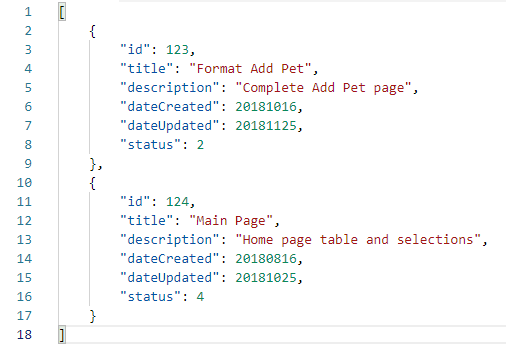 1 [
2     {
3         "id": 123,
4         "title": "Format Add Pet",
5         "description": "Complete Add Pet page",
6         "dateCreated": 20181016,
7         "dateUpdated": 20181125,
8         "status": 2
9     },
10     {
11         "id": 124,
12         "title": "Main Page",
13         "description": "Home page table and selections",
14         "dateCreated": 20180816,
15         "dateUpdated": 20181025,
16         "status": 4
17     }
18 ]